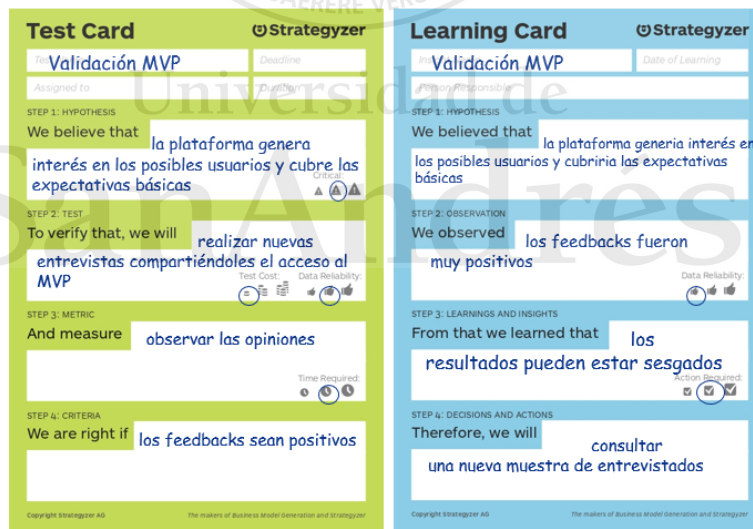 QUAERERE VERUM
Test Card
Strategyzer
Validación MVP
Deadline
Assigned to
Duration
STEP 1: HYPOTHESIS
We believe that
la plataforma genera
interés en los posibles usuarios y cubre las
expectativas básicas
Critical:
STEP 2: TEST
To verify that, we will
realizar nuevas
entrevistas compartiéndoles el acceso al
MVP
Test Cost:
Data Reliability:
STEP 3: METRIC
And measure
observar las opiniones
Time Required:
STEP 4: CRITERIA
We are right if
los feedbacks sean positivos
Copyright Strategyzer AG
The makers of Business Model Generation and Strategyzer
Learning Card
Strategyzer
Validación MVP
Date of Learning
Person Responsible
STEP 1: HYPOTHESIS
We believed that
la plataforma generia interés en
los posibles usuarios y cubriria las expectativas
básicas
STEP 2: OBSERVATION
We observed
los feedbacks fueron
muy positivos
Data Reliability:
STEP 3: LEARNINGS AND INSIGHTS
From that we learned that
los
resultados pueden estar sesgados
Action Required:
STEP 4: DECISIONS AND ACTIONS
Therefore, we will
consultar
una nueva muestra de entrevistados
Copyright Strategyzer AG
The makers of Business Model Generation and Strategyzer
Universidad de
SanAndrés